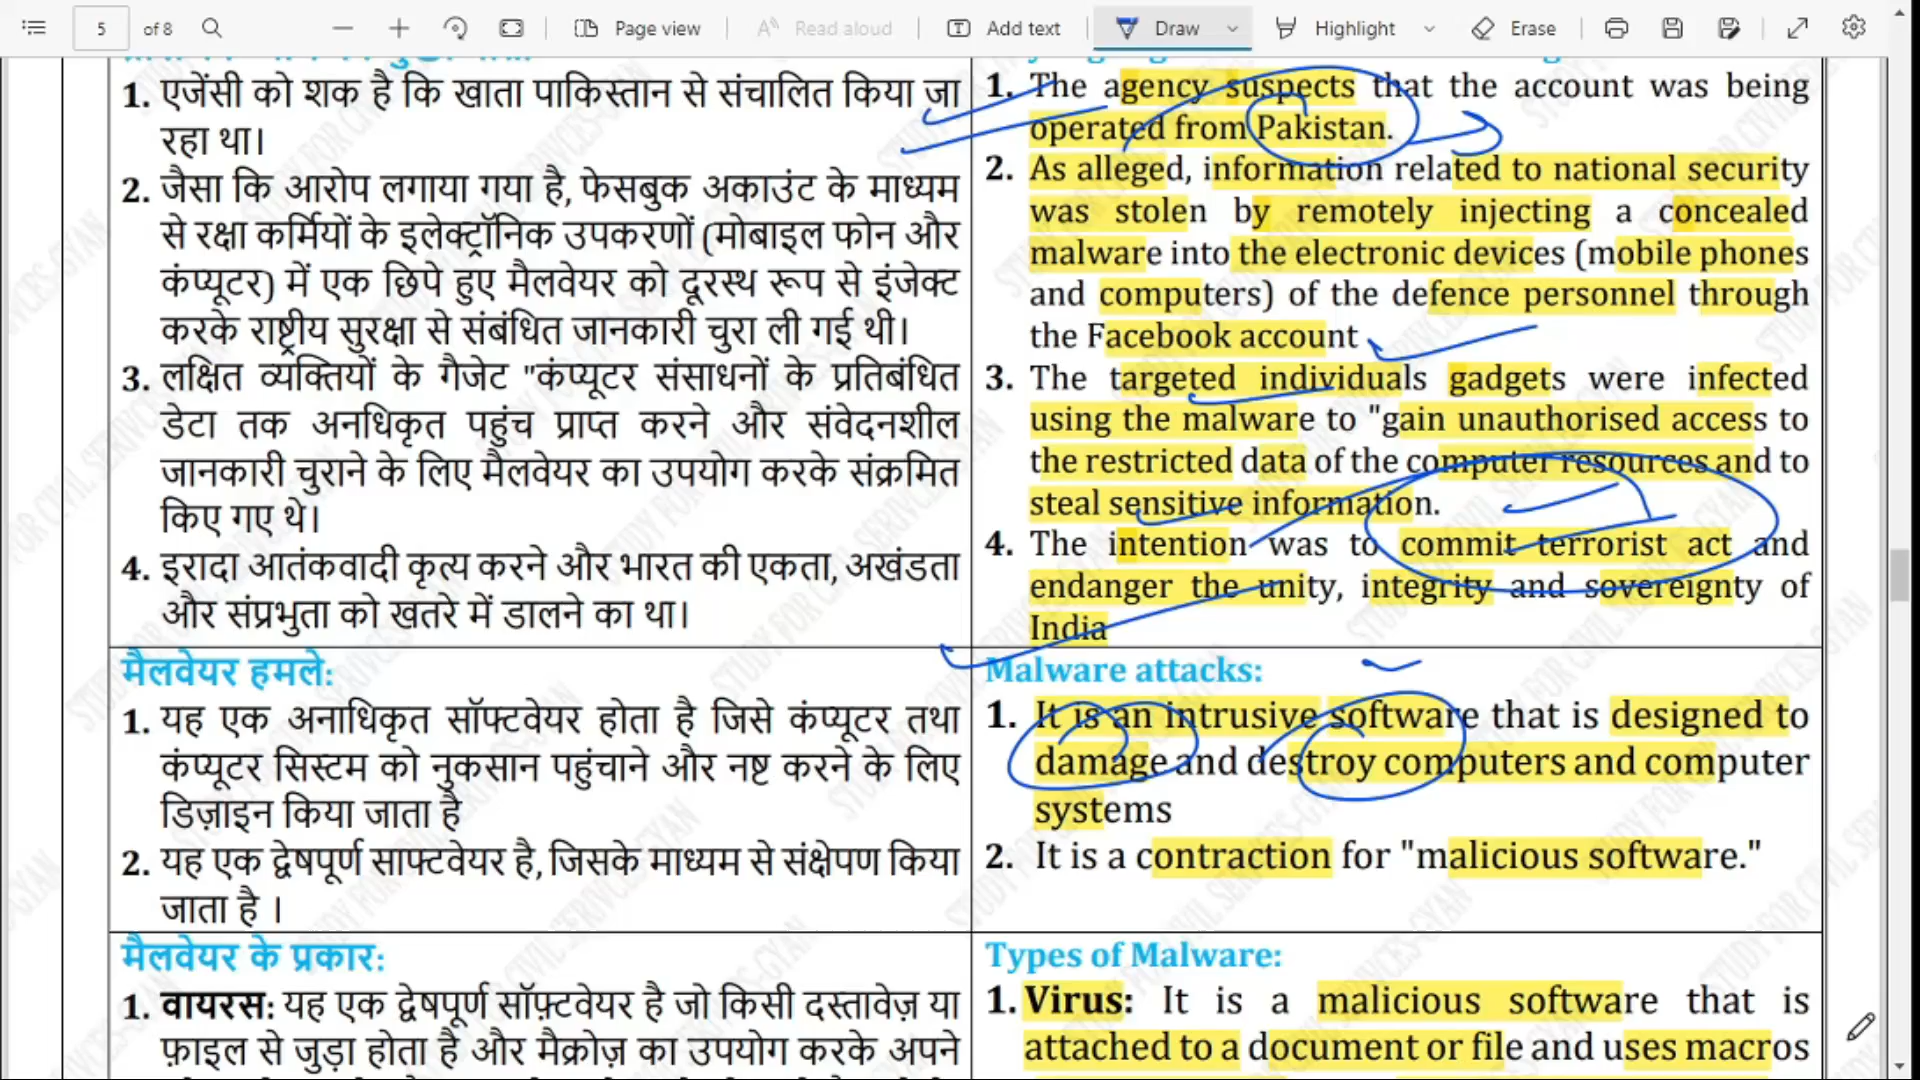 5 of 8 Page view Read aloud Add text Draw Highlight Erase
1. एजेंसी को शक है कि खाता पाकिस्तान से संचालित किया जा
रहा था।
2. जैसा कि आरोप लगाया गया है, फेसबुक अकाउंट के माध्यम
से रक्षा कर्मियों के इलेक्ट्रॉनिक उपकरणों (मोबाइल फोन और
कंप्यूटर) में एक छिपे हुए मैलवेयर को दूरस्थ रूप से इंजेक्ट
करके राष्ट्रीय सुरक्षा से संबंधित जानकारी चुरा ली गई थी।
3. लक्षित व्यक्तियों के गैजेट "कंप्यूटर संसाधनों के प्रतिबंधित
डेटा तक अनधिकृत पहुंच प्राप्त करने और संवेदनशील
जानकारी चुराने के लिए मैलवेयर का उपयोग करके संक्रमित
किए गए थे।
4. इरादा आतंकवादी कृत्य करने और भारत की एकता, अखंडता
और संप्रभुता को खतरे में डालने का था।
1. The agency suspects that the account was being
operated from Pakistan.
2. As alleged, information related to national security
was stolen by remotely injecting a concealed
malware into the electronic devices (mobile phones
and computers) of the defence personnel through
the Facebook account
3. The targeted individuals gadgets were infected
using the malware to "gain unauthorised access to
the restricted data of the computer resources and to
steal sensitive information.
4. The intention was to commit terrorist act and
endanger the unity, integrity and sovereignty of
India
मैलवेयर हमले:
1. यह एक अनाधिकृत सॉफ्टवेयर होता है जिसे कंप्यूटर तथा
कंप्यूटर सिस्टम को नुकसान पहुंचाने और नष्ट करने के लिए
डिज़ाइन किया जाता है
2. यह एक द्वेषपूर्ण साफ्टवेयर है, जिसके माध्यम से संक्षेपण किया
जाता है ।
Malware attacks:
1. It is an intrusive software that is designed to
damage and destroy computers and computer
systems
2. It is a contraction for "malicious software."
मैलवेयर के प्रकार:
1. वायरस: यह एक द्वेषपूर्ण सॉफ़्टवेयर है जो किसी दस्तावेज़ या
फ़ाइल से जुड़ा होता है और मैक्रोज़ का उपयोग करके अपने
Types of Malware:
1. Virus: It is a malicious software that is
attached to a document or file and uses macros